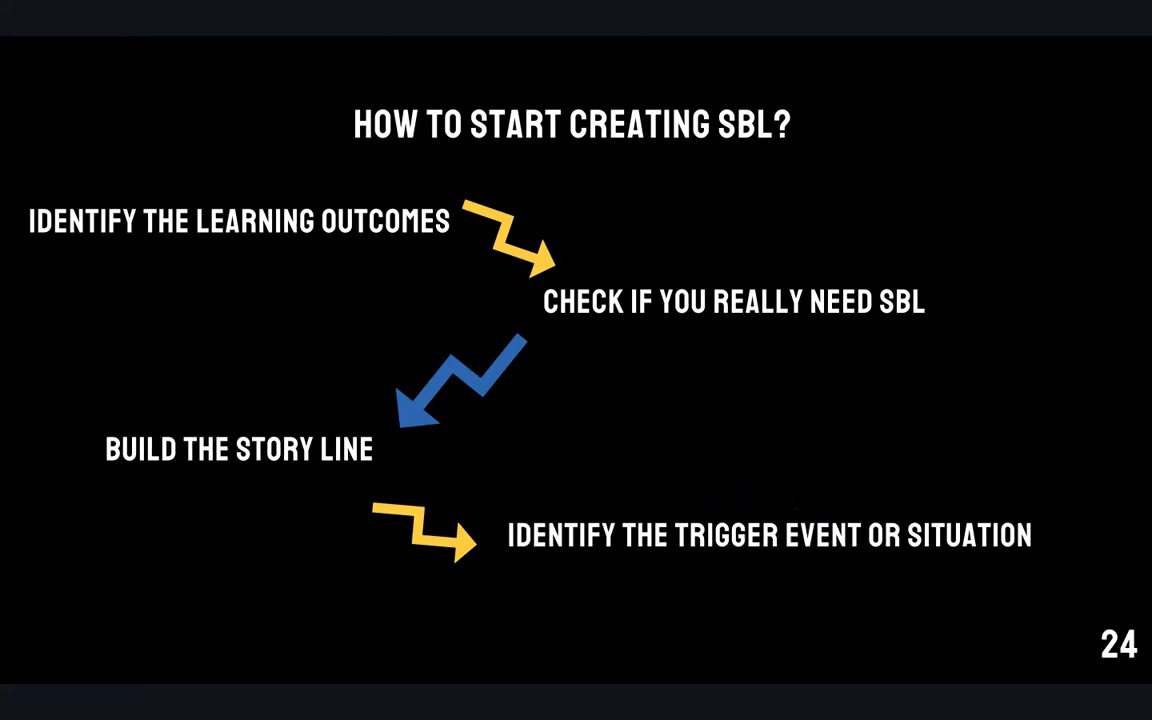 HOW TO START CREATING SBL?
IDENTIFY THE LEARNING OUTCOMES
CHECK IF YOU REALLY NEED SBL
BUILD THE STORY LINE
IDENTIFY THE TRIGGER EVENT OR SITUATION
24